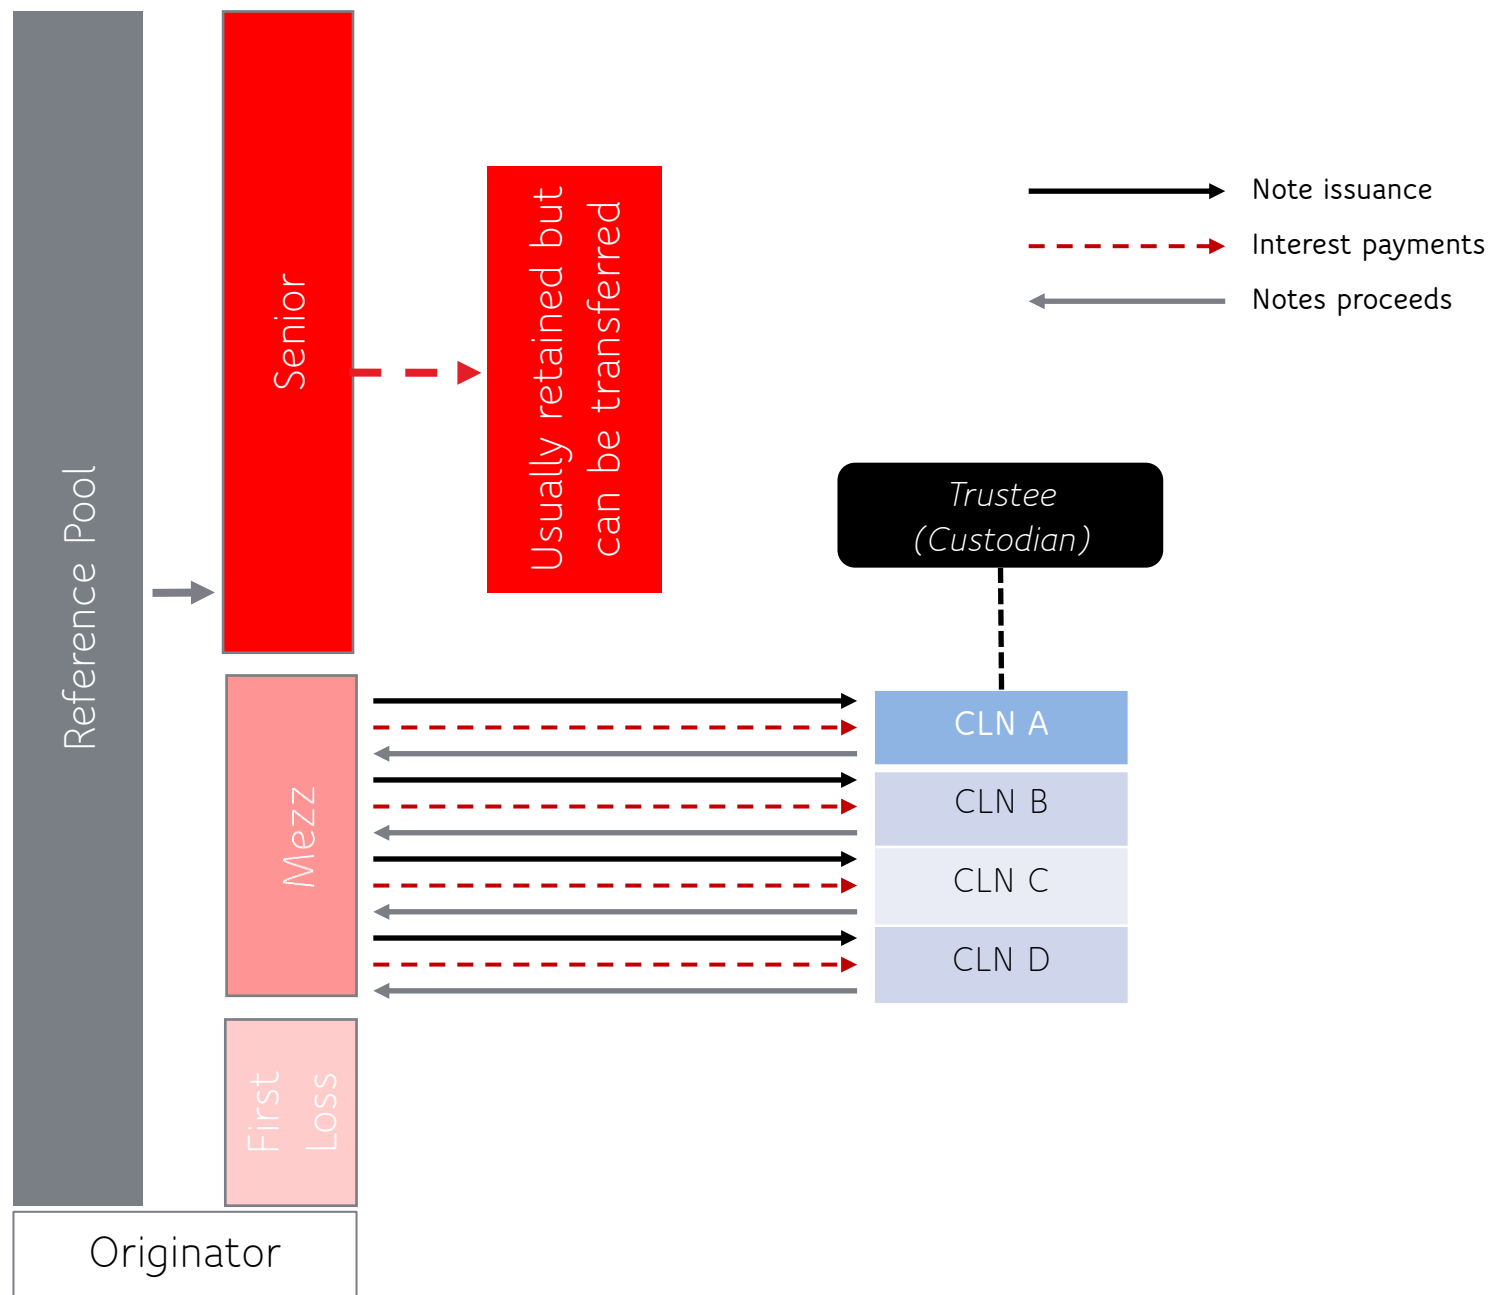 Reference Pool
Senior
Usually retained but
can be transferred
Note issuance
Interest payments
Notes proceeds
Trustee
(Custodian)
Mezz
CLN A
CLN B
CLN C
CLN D
First
Loss
Originator